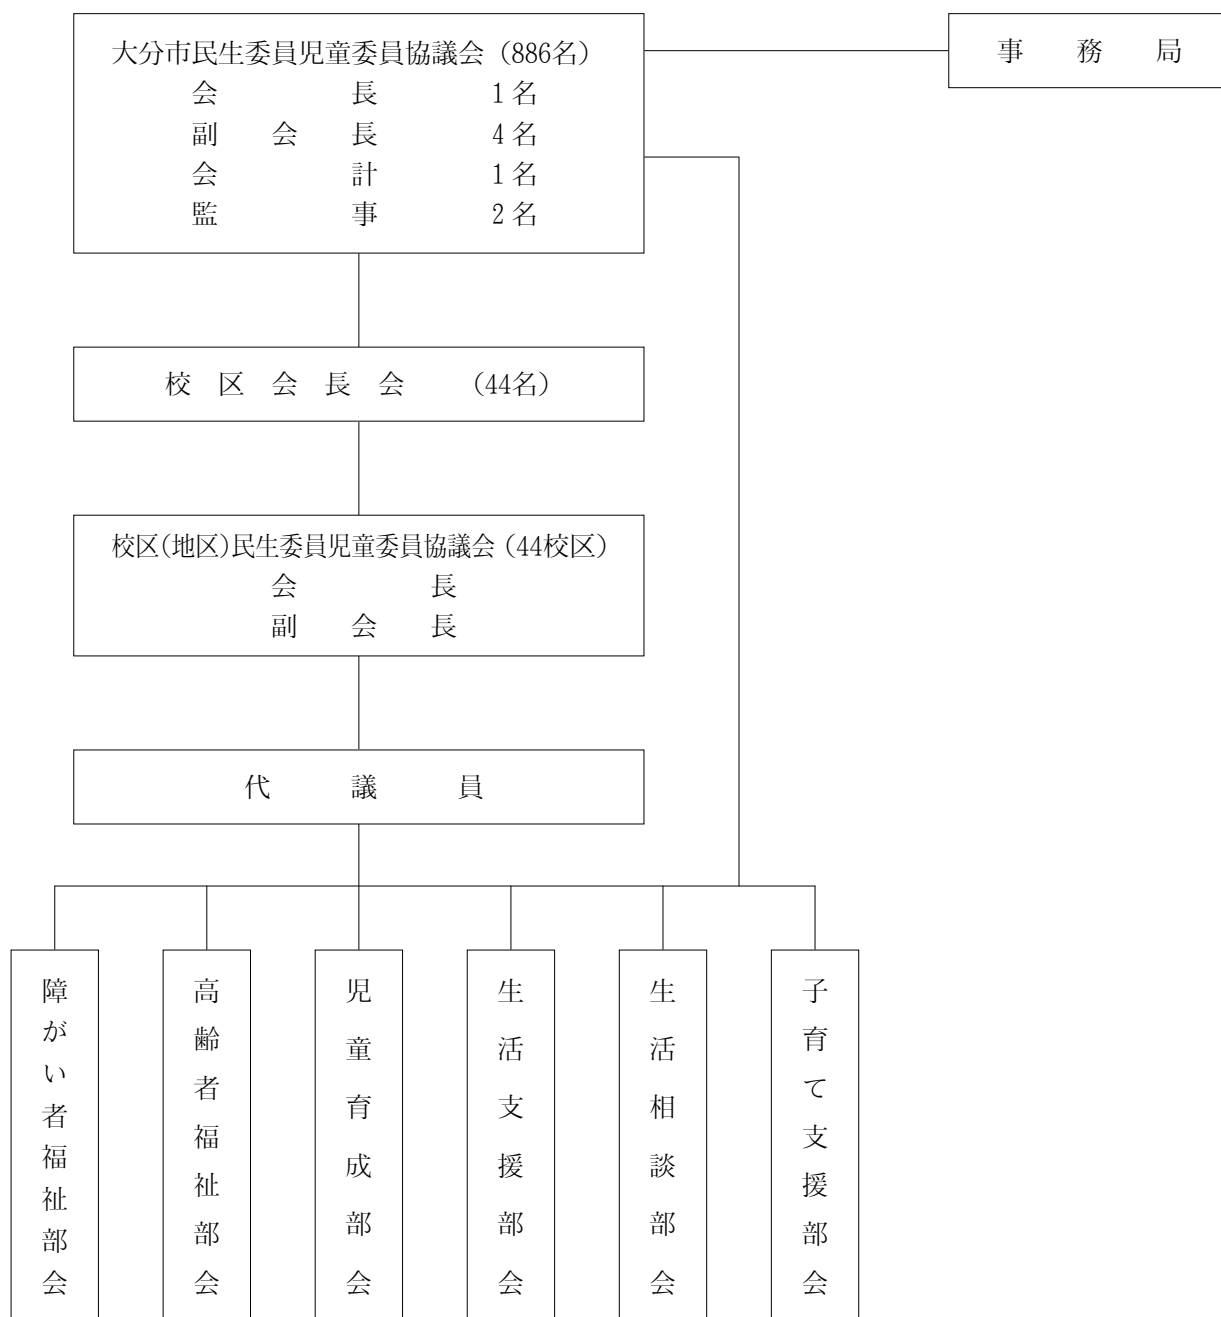 大分市民生委員児童委員協議会（886名）
会長 1名
副会長 4名
会計 1名
監事 2名
事務局
校区会長会 （44名）
校区（地区）民生委員児童委員協議会（44校区）
会長
副会長
代議員
障がい者福祉部会
高齢者福祉部会
児童育成部会
生活支援部会
生活相談部会
子育て支援部会